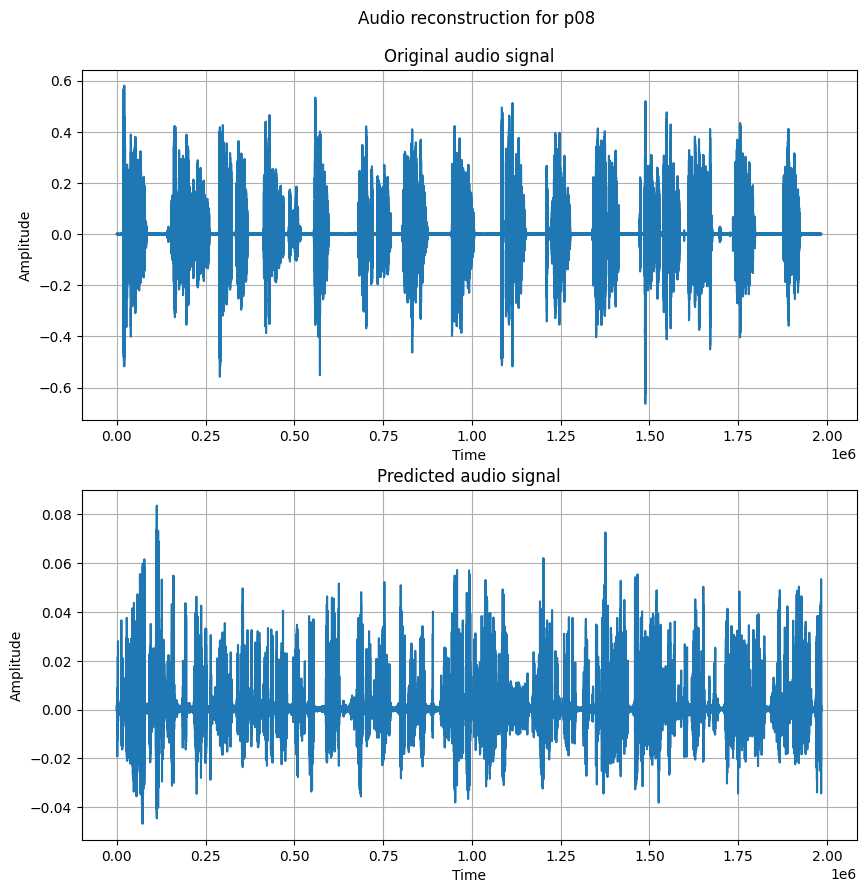 Audio reconstruction for p08
Original audio signal
Amplitude
0.6
0.4
0.2
0.0
−0.2
−0.4
−0.6
0.00 0.25 0.50 0.75 1.00 1.25 1.50 1.75 2.00
1e6
Time
Predicted audio signal
Amplitude
0.08
0.06
0.04
0.02
0.00
−0.02
−0.04
0.00 0.25 0.50 0.75 1.00 1.25 1.50 1.75 2.00
1e6
Time